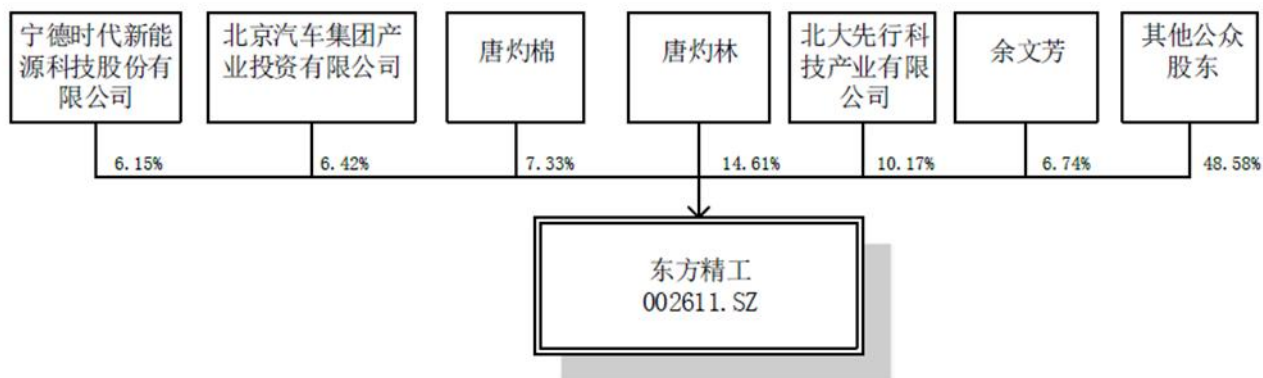 宁德时代新能
源科技股份有
限公司
北京汽车集团产
业投资有限公司
唐灼棉
唐灼林
北大先行科
技产业有限
公司
余文芳
其他公众
股东
6.15%
6.42%
7.33%
14.61%
10.17%
6.74%
48.58%
东方精工
002611.SZ